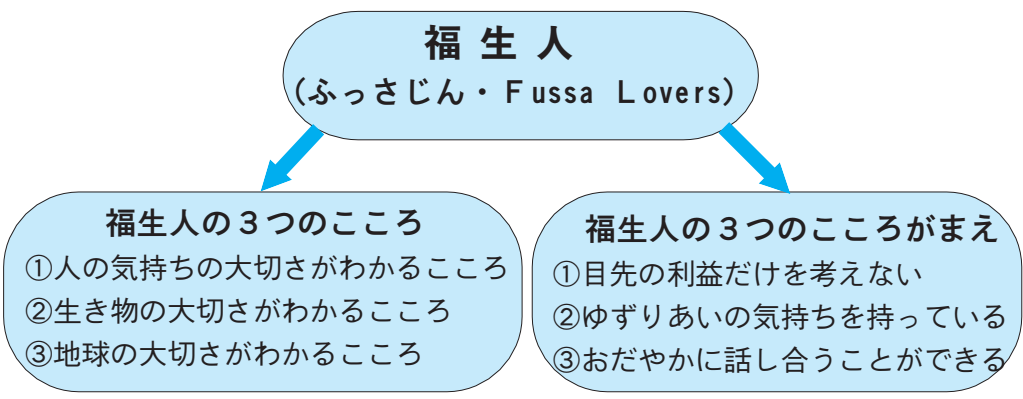 福 生 人
（ふっさじん・Ｆussa Ｌovers）
福生人の３つのこころ
①人の気持ちの大切さがわかるこころ
②生き物の大切さがわかるこころ
③地球の大切さがわかるこころ
福生人の３つのこころがまえ
①目先の利益だけを考えない
②ゆずりあいの気持ちを持っている
③おだやかに話し合うことができる